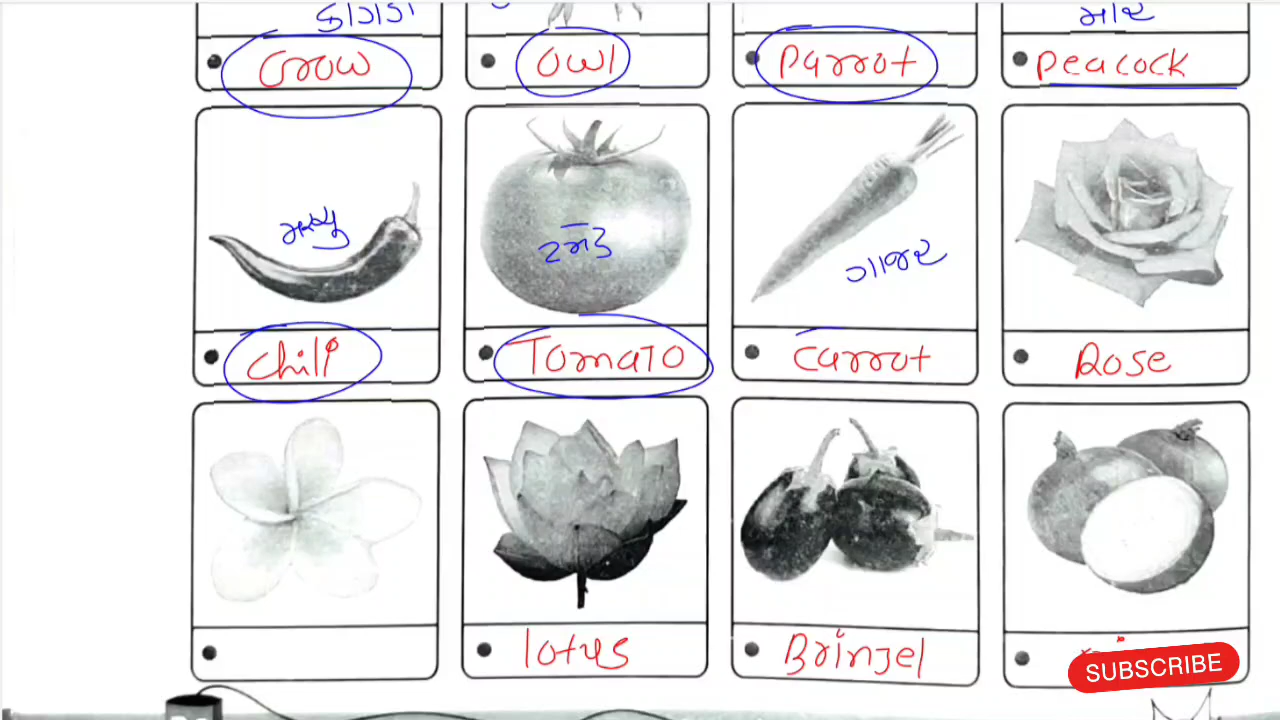 કાગડો
માર
Crow
Owl
Parrot
Peacock
મરચુ
ટમેટુ
ગાજર
Chili
Tomato
Carrot
Rose
lotus
Brinjel
SUBSCRIBE